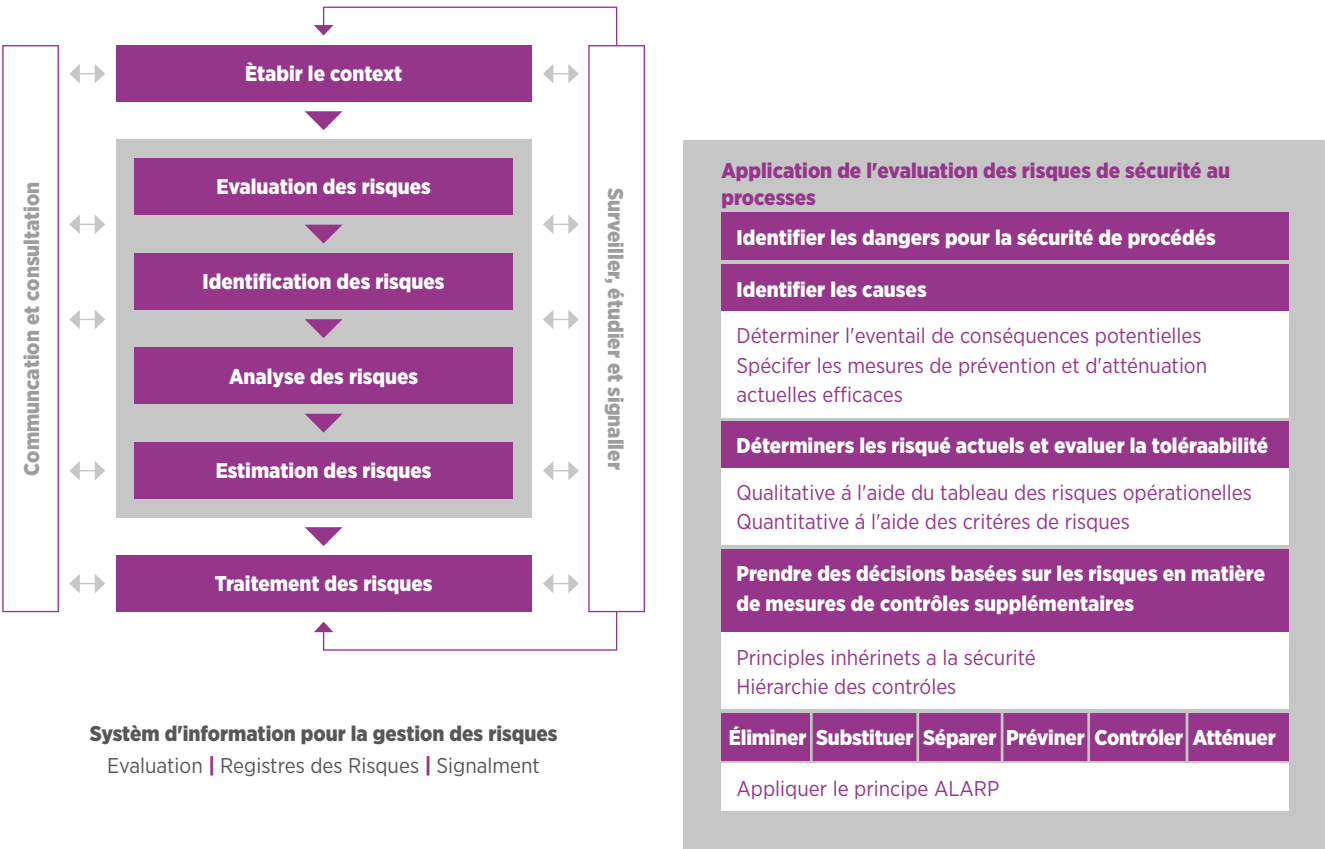 Ètabir le context
Communcation et consultation
Evaluation des risques
Identification des risques
Analyse des risques
Estimation des risques
Surveiller, étudier et signaller
Traitement des risques
Systèm d'information pour la gestion des risques
Evaluation | Registres des Risques | Signalment
Application de l'evaluation des risques de sécurité au
processes
Identifier les dangers pour la sécurité de procédés
Identifier les causes
Déterminer l'eventail de conséquences potentielles
Spécifer les mesures de prévention et d'atténuation
actuelles efficaces
Déterminers les risqué actuels et evaluer la toléraabilité
Qualitative á l'aide du tableau des risques opérationelles
Quantitative á l'aide des critéres de risques
Prendre des décisions basées sur les risques en matière
de mesures de contrôles supplémentaires
Principles inhérinets a la sécurité
Hiérarchie des contróles
Éliminer Substituer Séparer Préviner Contróler Atténuer
Appliquer le principe ALARP